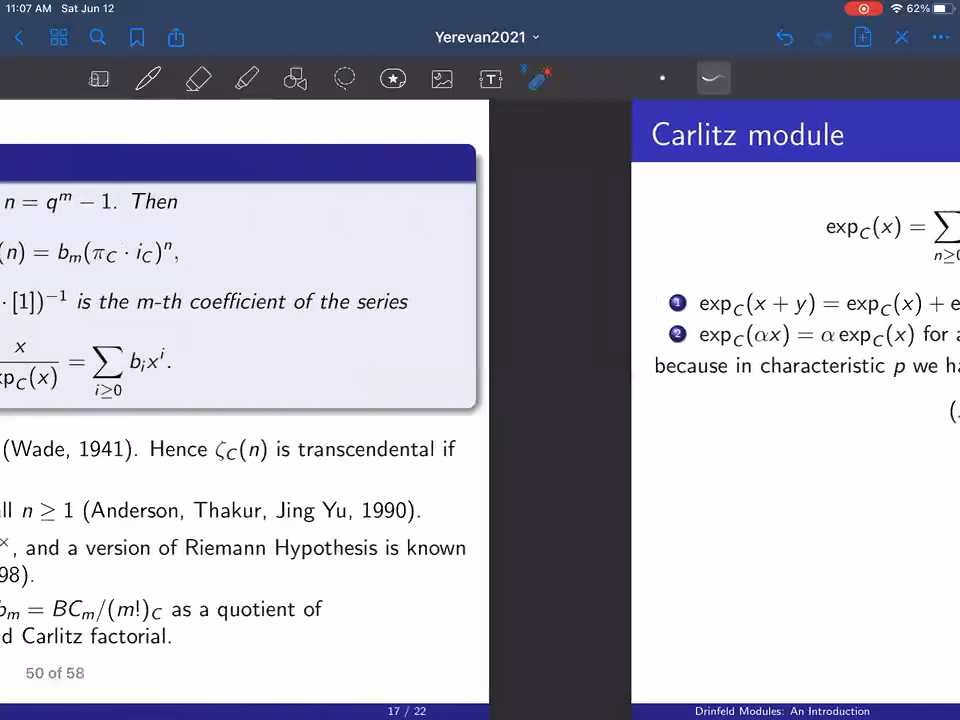 11:07 AM Sat Jun 12
62%
Yerevan2021
T
n = q^m − 1. Then
(n) = b_m(π_C · i_C)^n,
· [1])^{−1} is the m-th coefficient of the series
x / xp_C(x) = ∑_{i≥0} b_i x^i.
(Wade, 1941). Hence ζ_C(n) is transcendental if
all n ≥ 1 (Anderson, Thakur, Jing Yu, 1990).
×, and a version of Riemann Hypothesis is known
98).
b_m = BC_m/(m!)_C as a quotient of
d Carlitz factorial.
50 of 58
17 / 22
Carlitz module
exp_C(x) = ∑_{n≥0}
1 exp_C(x + y) = exp_C(x) + e
2 exp_C(αx) = α exp_C(x) for a
because in characteristic p we ha
(
Drinfeld Modules: An Introduction